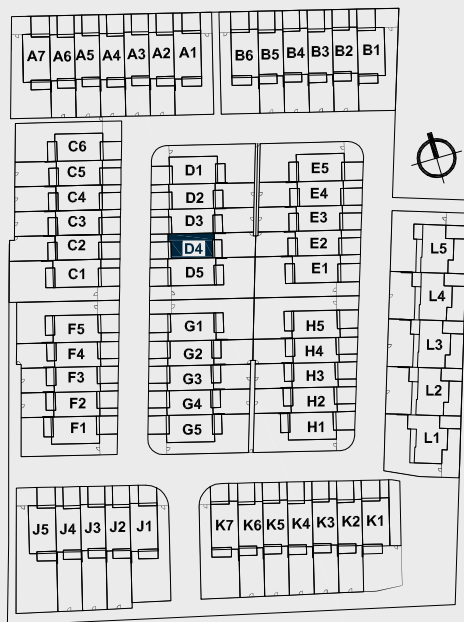 A7 A6 A5 A4 A3 A2 A1
B6 B5 B4 B3 B2 B1
C6
C5
C4
C3
C2
C1
D1
D2
D3
D4
D5
E5
E4
E3
E2
E1
L5
L4
L3
L2
L1
F5
F4
F3
F2
F1
G1
G2
G3
G4
G5
H5
H4
H3
H2
H1
J5 J4 J3 J2 J1
K7 K6 K5 K4 K3 K2 K1